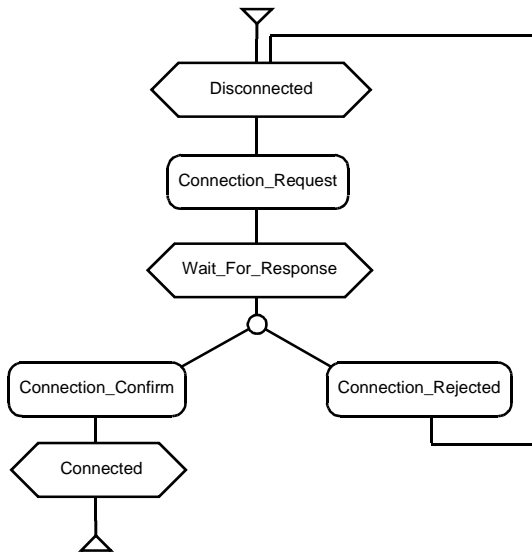 Disconnected
Connection_Request
Wait_For_Response
Connection_Confirm
Connection_Rejected
Connected